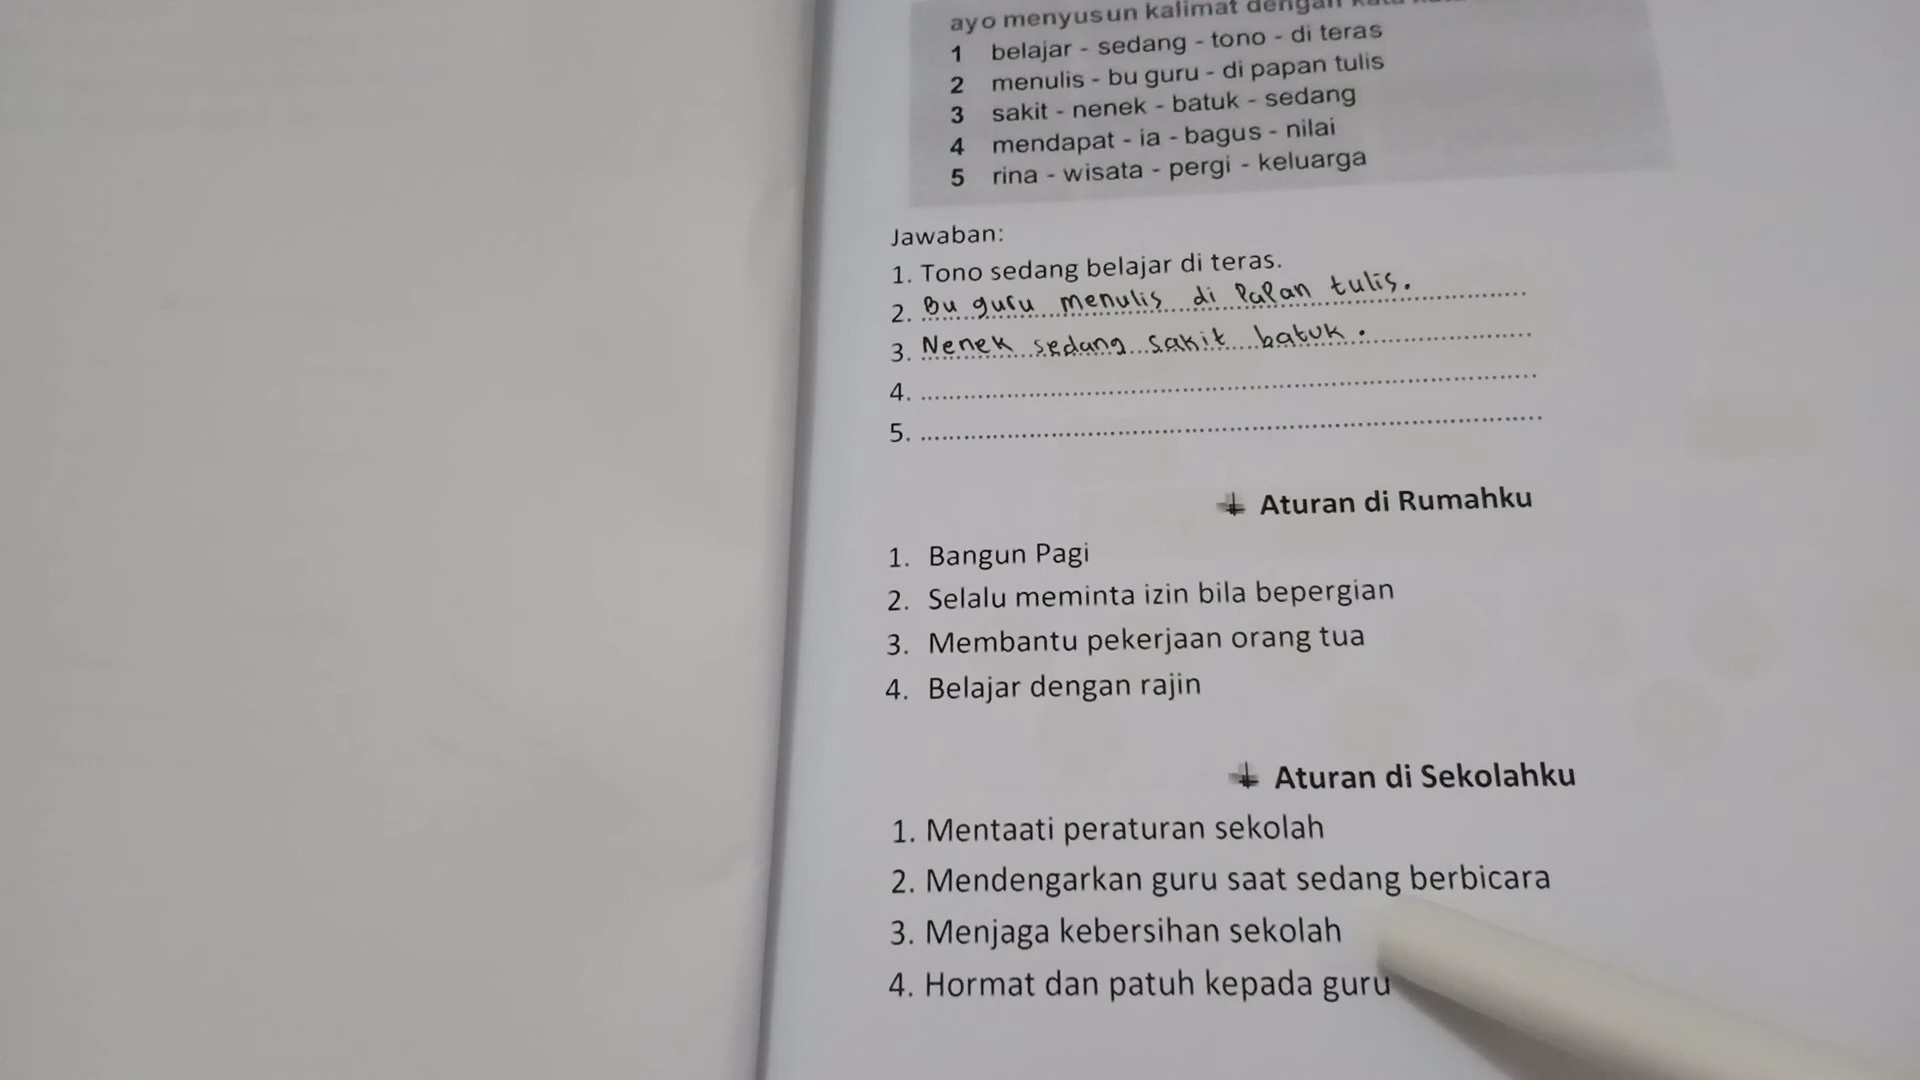 ayo menyusun kalimat dengan
1 belajar - sedang - tono - di teras
2 menulis - bu guru - di papan tulis
3 sakit - nenek - batuk - sedang
4 mendapat - ia - bagus - nilai
5 rina - wisata - pergi - keluarga
Jawaban:
1. Tono sedang belajar di teras.
2. Bu guru menulis di PaPan tulis.
3. Nenek sedang sakit batuk.
4.
5.
Aturan di Rumahku
1. Bangun Pagi
2. Selalu meminta izin bila bepergian
3. Membantu pekerjaan orang tua
4. Belajar dengan rajin
Aturan di Sekolahku
1. Mentaati peraturan sekolah
2. Mendengarkan guru saat sedang berbicara
3. Menjaga kebersihan sekolah
4. Hormat dan patuh kepada guru